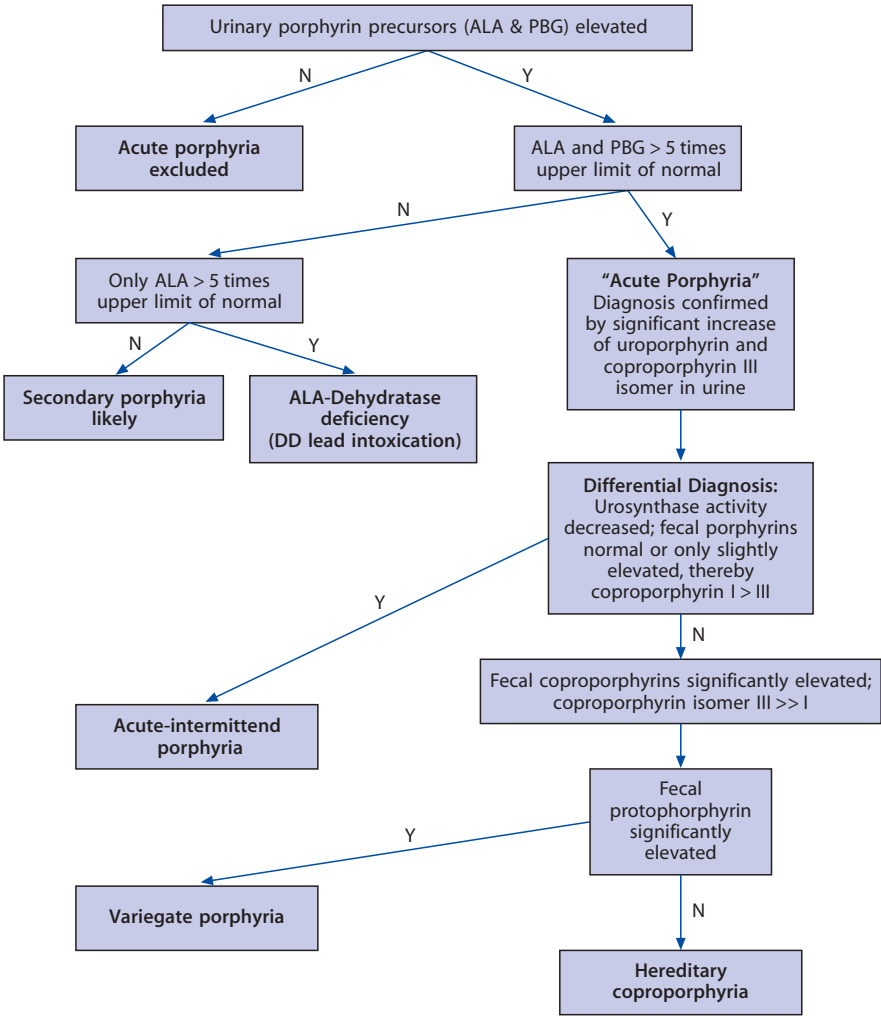 Urinary porphyrin precursors (ALA & PBG) elevated
N
Y
Acute porphyria
excluded
ALA and PBG > 5 times
upper limit of normal
N
Y
Only ALA > 5 times
upper limit of normal
"Acute Porphyria"
Diagnosis confirmed
by significant increase
of uroporphyrin and
coproporphyrin III
isomer in urine
N
Y
Secondary porphyria
likely
ALA-Dehydratase
deficiency
(DD lead intoxication)
Differential Diagnosis:
Urosynthase activity
decreased; fecal porphyrins
normal or only slightly
elevated, thereby
coproporphyrin I > III
Y
N
Acute-intermittend
porphyria
Fecal coproporphyrins significantly elevated;
coproporphyrin isomer III >> I
Fecal
protophorphyrin
significantly
elevated
Y
N
Variegate porphyria
Hereditary
coproporphyria